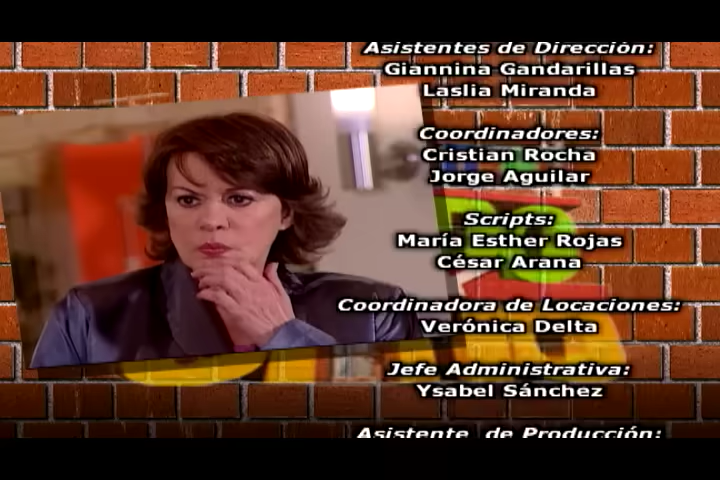 Asistentes de Dirección:
Giannina Gandarillas
Laslia Miranda
Coordinadores:
Cristian Rocha
Jorge Aguilar
Scripts:
María Esther Rojas
César Arana
Coordinadora de Locaciones:
Verónica Delta
Jefe Administrativa:
Ysabel Sánchez
Asistente de Producción: